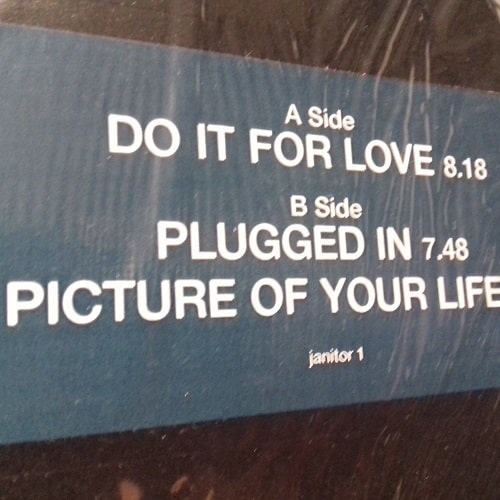 A Side
DO IT FOR LOVE 8.18
B Side
PLUGGED IN 7.48
PICTURE OF YOUR LIFE
janitor 1